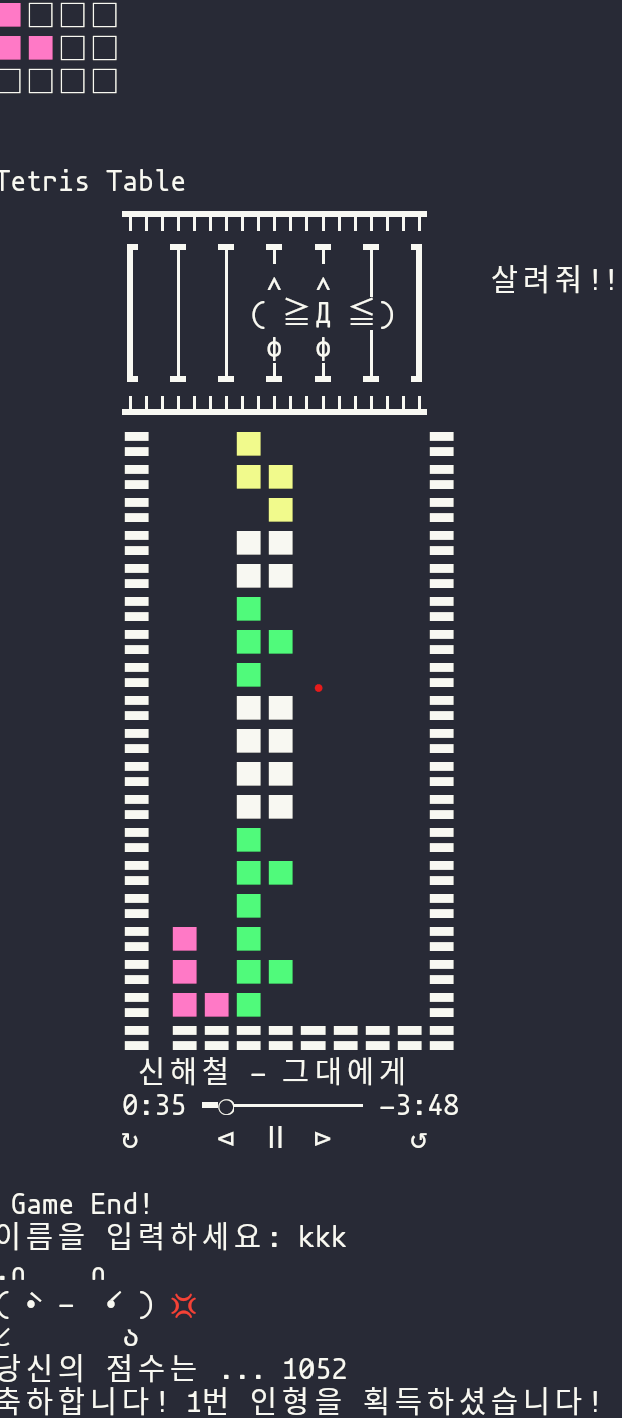 Tetris Table
살려줘!!
( ≧Д ≦)
신해철 - 그대에게
0:35 -3:48
Game End!
이름을 입력하세요: kkk
당신의 점수는 ... 1052
축하합니다! 1번 인형을 획득하셨습니다!